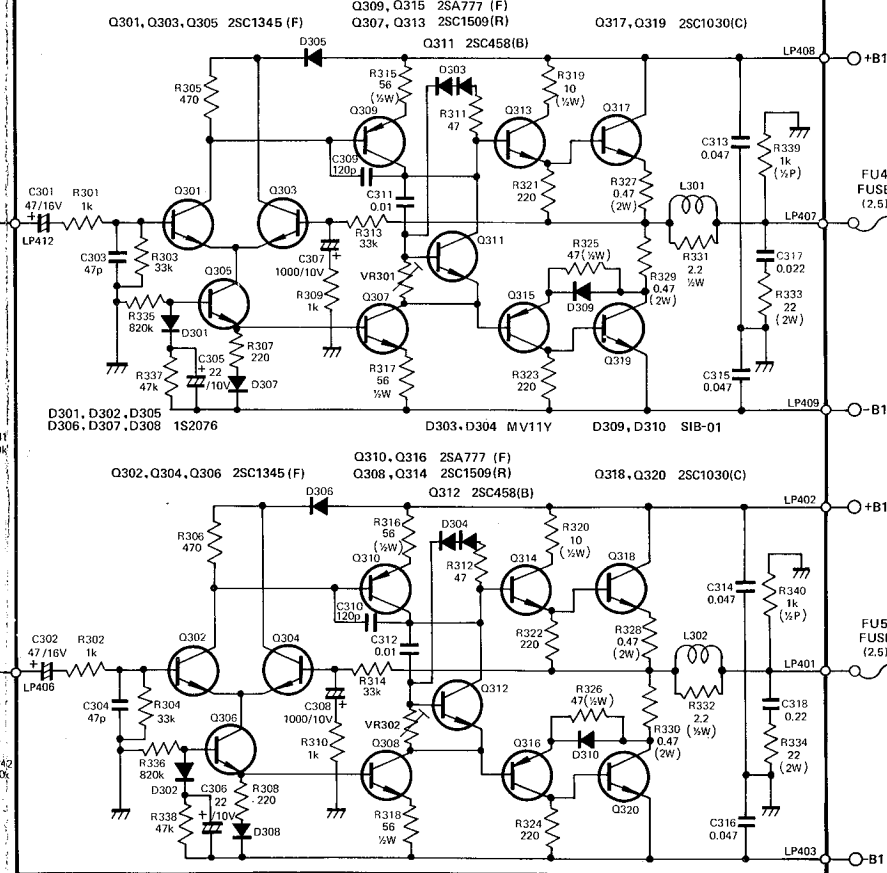 Q309, Q315 2SA777 (F)
Q301, Q303, Q305 2SC1345 (F)
Q307, Q313 2SC1509(R)
Q317, Q319 2SC1030(C)
Q311 2SC458(B)
D305
LP408
+B1
R305
470
R315
56
(½W)
D303
R319
10
(½W)
R311
47
Q309
Q313
Q317
C309
120p
C313
0.047
R339
1k
(½P)
FU4
FUSE
(2.5)
C301
47/16V
R301
1k
Q301
Q303
C311
0.01
R321
220
R327
0.47
(2W)
L301
LP412
LP407
R313
33k
C303
47p
R303
33k
C307
1000/10V
Q311
R325
47(½W)
R331
2.2
½W
C317
0.022
Q305
VR301
R329
0.47
(2W)
R309
1k
Q307
Q315
D309
R333
22
(2W)
R335
820k
D301
R307
220
Q319
R337
47k
C305
22
/10V
D307
R317
56
½W
R323
220
C315
0.047
LP409
-B1
D301, D302, D305
D306, D307, D308 1S2076
D303, D304 MV11Y
D309, D310 SIB-01
Q310, Q316 2SA777 (F)
Q302, Q304, Q306 2SC1345 (F)
Q308, Q314 2SC1509(R)
Q318, Q320 2SC1030(C)
Q312 2SC458(B)
D306
LP402
+B1
R306
470
R316
56
(½W)
D304
R320
10
(½W)
R312
47
Q310
Q314
Q318
C310
120p
C314
0.047
R340
1k
(½P)
FU5
FUSE
(2.5)
C302
47/16V
R302
1k
Q302
Q304
C312
0.01
R322
220
R328
0.47
(2W)
L302
LP406
LP401
R314
33k
C304
47p
R304
33k
C308
1000/10V
Q312
R326
47(½W)
R332
2.2
(½W)
C318
0.22
Q306
VR302
R330
0.47
(2W)
R310
1k
Q308
Q316
D310
R334
22
(2W)
R336
820k
D302
C306
22
/10V
R308
220
Q320
R338
47k
D308
R318
56
½W
R324
220
C316
0.047
LP403
-B1